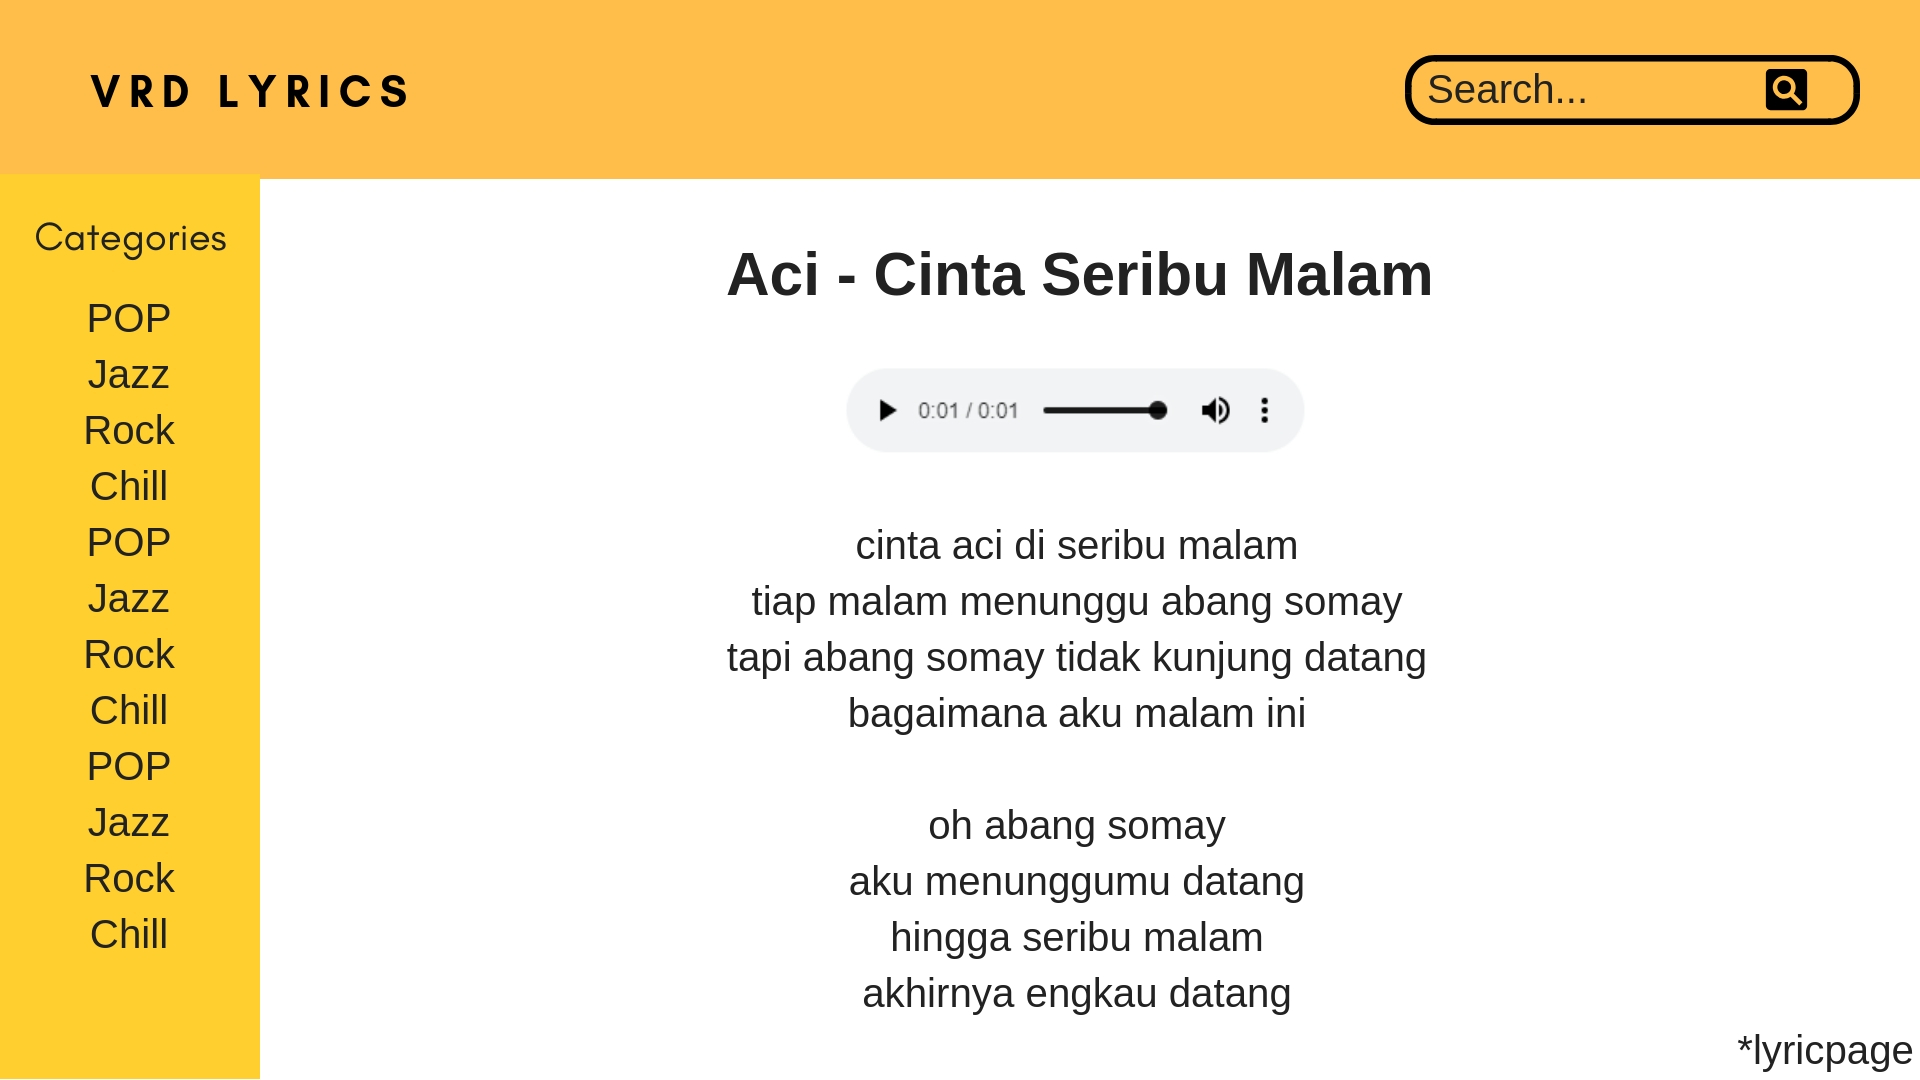 VRD LYRICS
Search...
Categories
POP
Jazz
Rock
Chill
POP
Jazz
Rock
Chill
POP
Jazz
Rock
Chill
Aci - Cinta Seribu Malam
0:01 / 0:01
cinta aci di seribu malam
tiap malam menunggu abang somay
tapi abang somay tidak kunjung datang
bagaimana aku malam ini
oh abang somay
aku menunggumu datang
hingga seribu malam
akhirnya engkau datang
*lyricpage